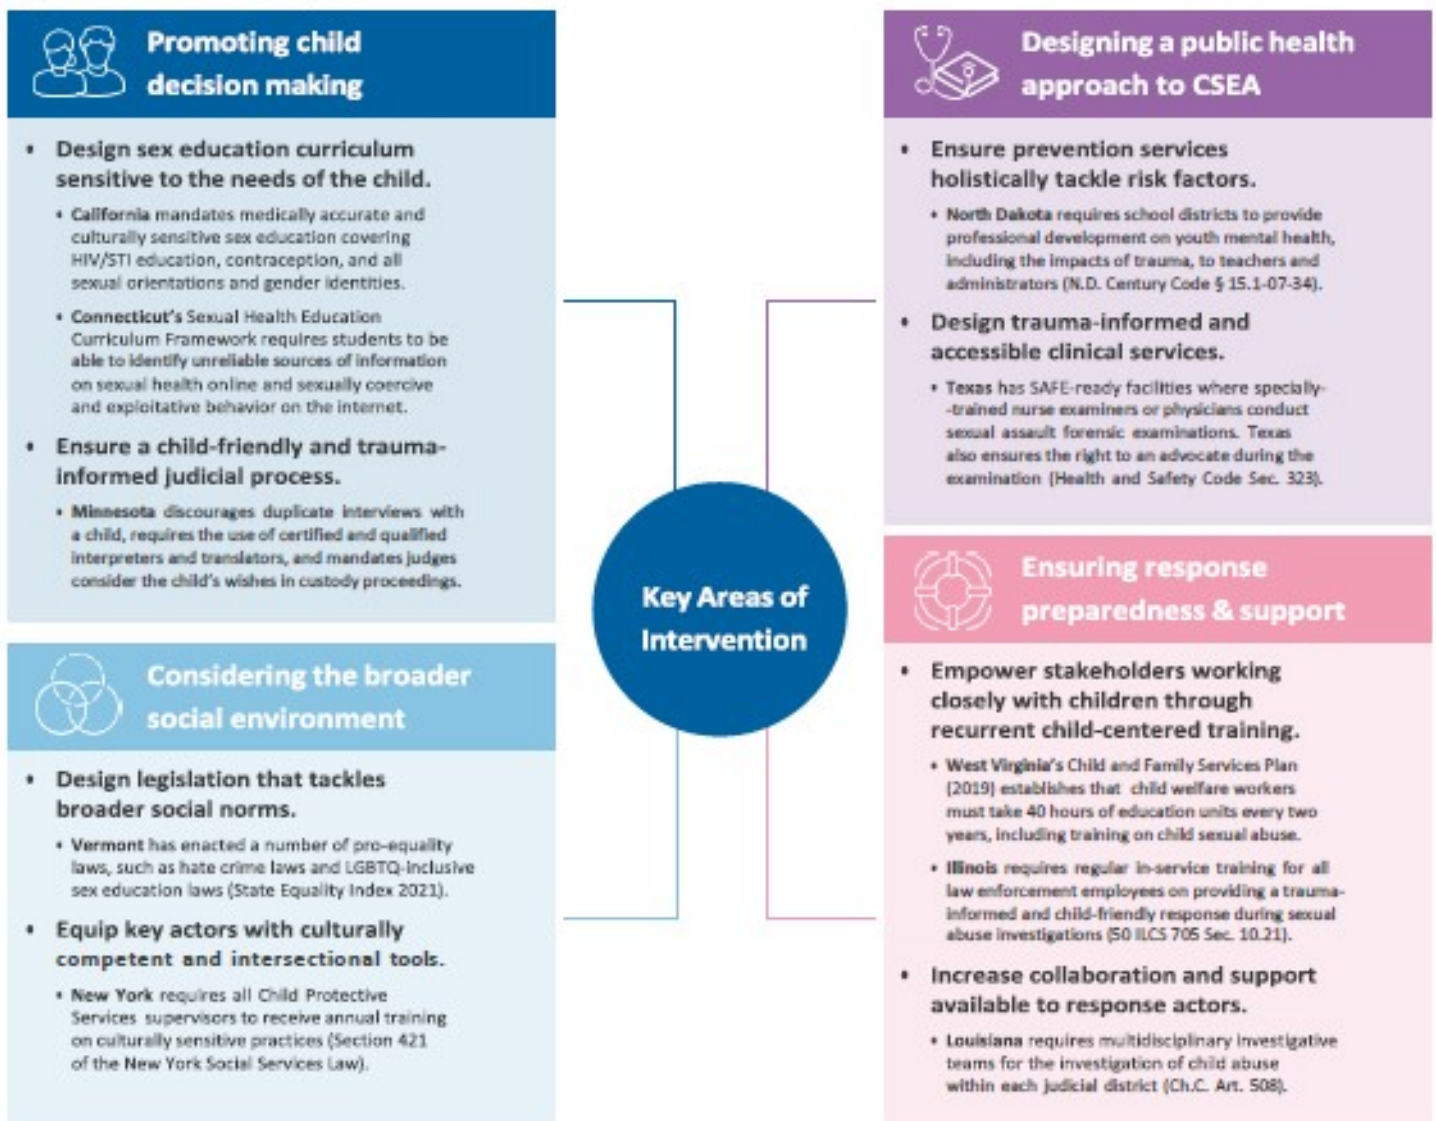 Promoting child
decision making
• Design sex education curriculum
sensitive to the needs of the child.
• California mandates medically accurate and
culturally sensitive sex education covering
HIV/STI education, contraception, and all
sexual orientations and gender identities.
• Connecticut's Sexual Health Education
Curriculum Framework requires students to be
able to identify unreliable sources of information
on sexual health online and sexually coercive
and exploitative behavior on the internet.
• Ensure a child-friendly and trauma-
informed judicial process.
• Minnesota discourages duplicate interviews with
a child, requires the use of certified and qualified
interpreters and translators, and mandates judges
consider the child's wishes in custody proceedings.
Considering the broader
social environment
• Design legislation that tackles
broader social norms.
• Vermont has enacted a number of pro-equality
laws, such as hate crime laws and LGBTQ-inclusive
sex education laws (State Equality Index 2021).
• Equip key actors with culturally
competent and intersectional tools.
• New York requires all Child Protective
Services supervisors to receive annual training
on culturally sensitive practices (Section 421
of the New York Social Services Law).
Key Areas of
Intervention
Designing a public health
approach to CSEA
• Ensure prevention services
holistically tackle risk factors.
• North Dakota requires school districts to provide
professional development on youth mental health,
including the impacts of trauma, to teachers and
administrators (N.D. Century Code § 15.1-07-34).
• Design trauma-informed and
accessible clinical services.
• Texas has SAFE-ready facilities where specially-
-trained nurse examiners or physicians conduct
sexual assault forensic examinations. Texas
also ensures the right to an advocate during the
examination (Health and Safety Code Sec. 323).
Ensuring response
preparedness & support
• Empower stakeholders working
closely with children through
recurrent child-centered training.
• West Virginia's Child and Family Services Plan
(2019) establishes that child welfare workers
must take 40 hours of education units every two
years, including training on child sexual abuse.
• Illinois requires regular in-service training for all
law enforcement employees on providing a trauma-
informed and child-friendly response during sexual
abuse investigations (50 ILCS 705 Sec. 10.21).
• Increase collaboration and support
available to response actors.
• Louisiana requires multidisciplinary investigative
teams for the investigation of child abuse
within each judicial district (Ch.C. Art. 508).